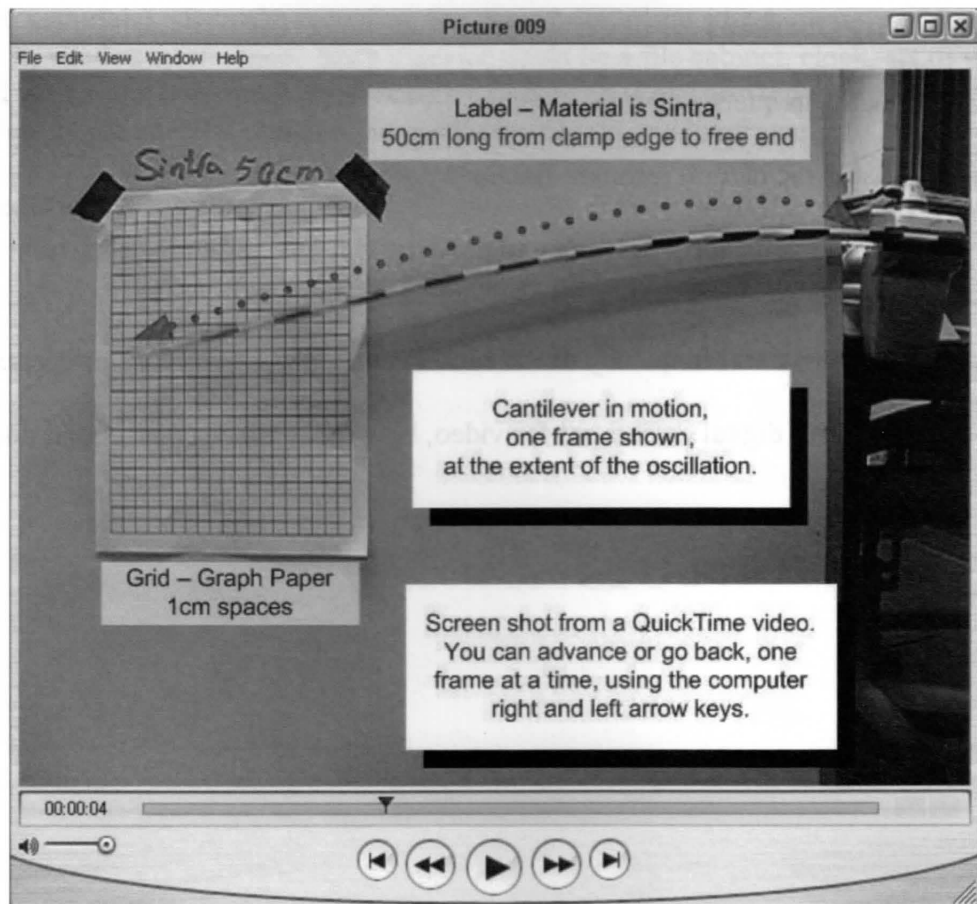 Picture 009
File Edit View Window Help
Label – Material is Sintra,
50cm long from clamp edge to free end
Sintra 50cm
Cantilever in motion,
one frame shown,
at the extent of the oscillation.
Grid – Graph Paper
1cm spaces
Screen shot from a QuickTime video.
You can advance or go back, one
frame at a time, using the computer
right and left arrow keys.
00:00:04